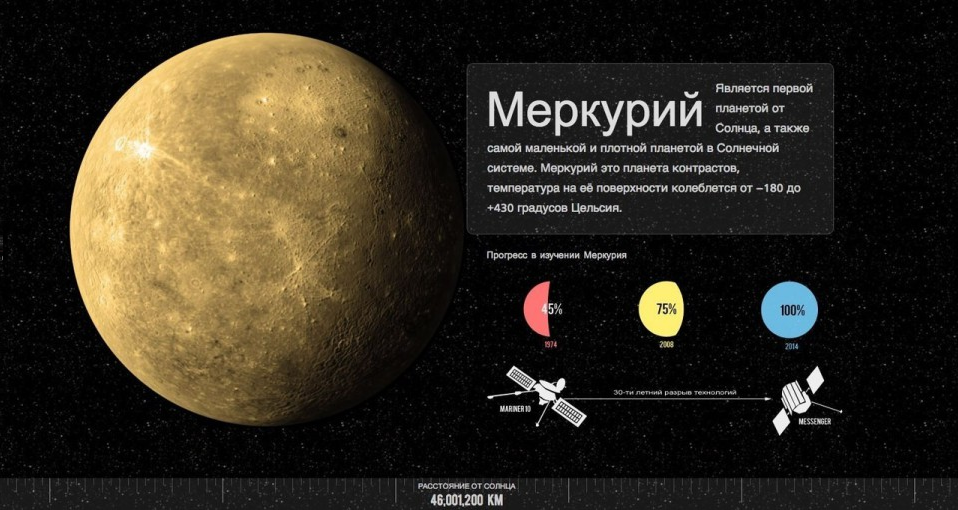 Меркурий
Является первой
планетой от
Солнца, а также
самой маленькой и плотной планетой в Солнечной
системе. Меркурий это планета контрастов,
температура на её поверхности колеблется от −180 до
+430 градусов Цельсия.
Прогресс в изучении Меркурия
45% 75% 100%
1974 2008 2014
30-ти летний разрыв технологий
MARINER 10
MESSENGER
РАССТОЯНИЕ ОТ СОЛНЦА
46,001,200 КМ